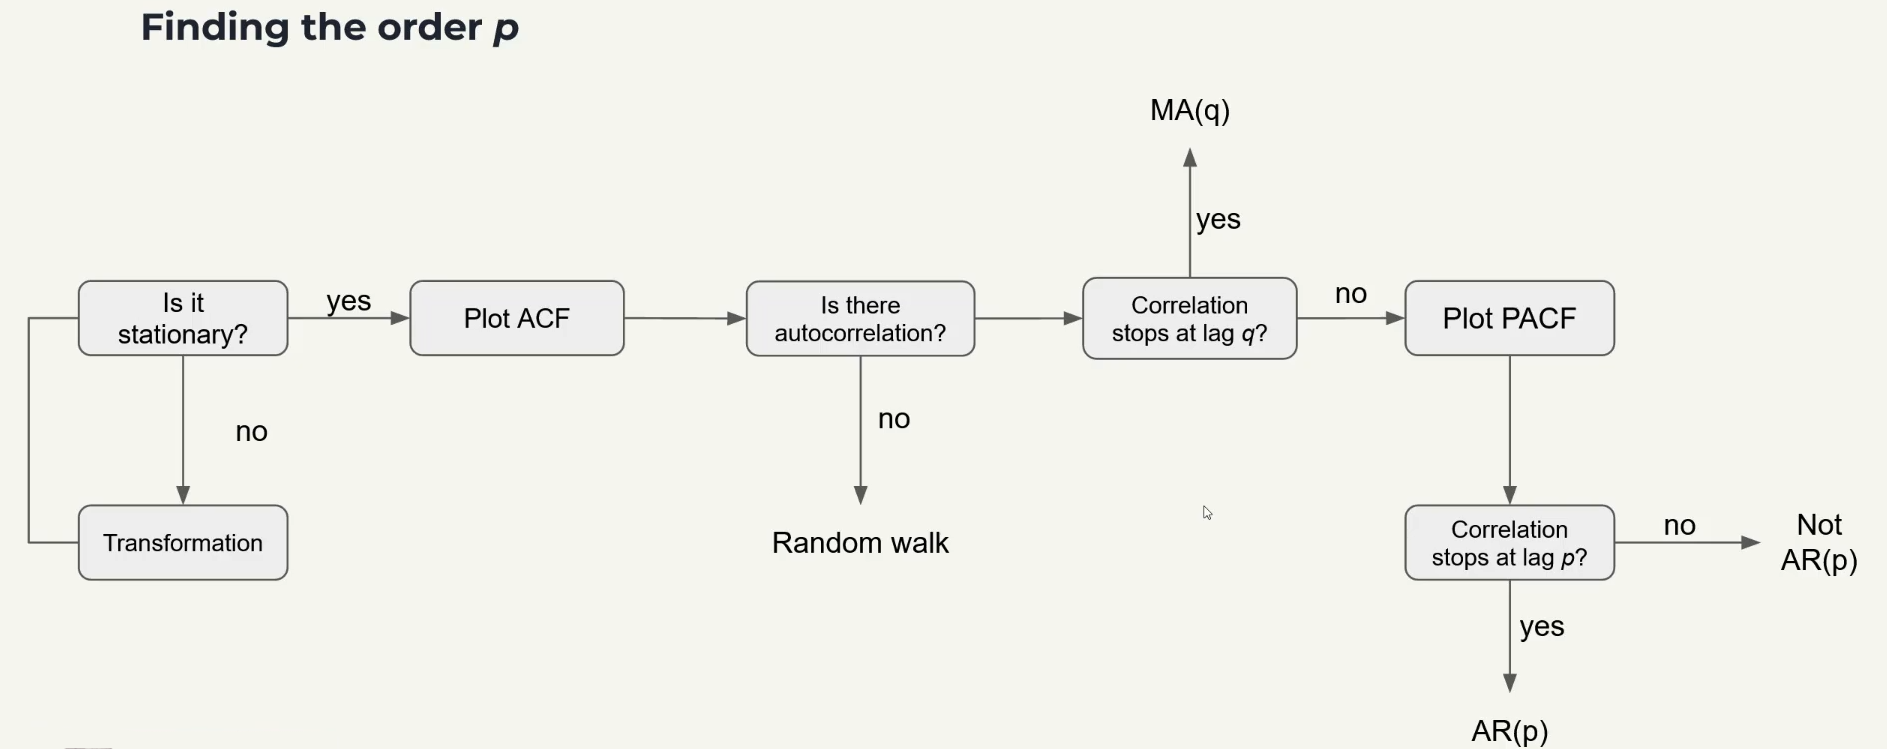 Finding the order p
MA(q)
yes
Is it
stationary?
yes
Plot ACF
Is there
autocorrelation?
Correlation
stops at lag q?
no
Plot PACF
no
no
Transformation
Random walk
Correlation
stops at lag p?
no
Not
AR(p)
yes
AR(p)